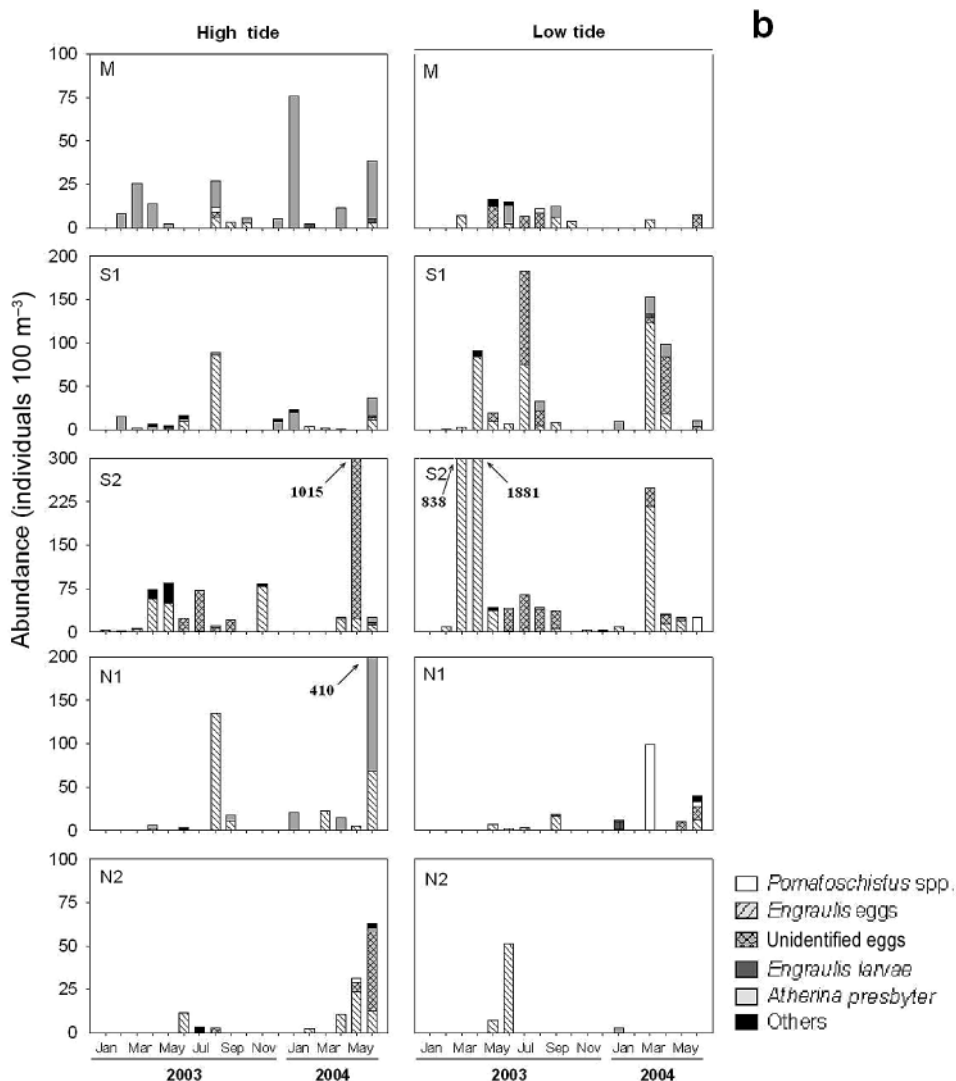 b
High tide
Low tide
Abundance (individuals 100 m⁻³)
M
100
75
50
25
0
M
S1
200
150
100
50
0
S1
S2
300
225
150
75
0
1015
S2
838
1881
N1
200
150
100
50
0
410
N1
N2
100
75
50
25
0
N2
Jan Mar May Jul Sep Nov Jan Mar May
2003 2004
Jan Mar May Jul Sep Nov Jan Mar May
2003 2004
Pomatoschistus spp.
Engraulis eggs
Unidentified eggs
Engraulis larvae
Atherina presbyter
Others